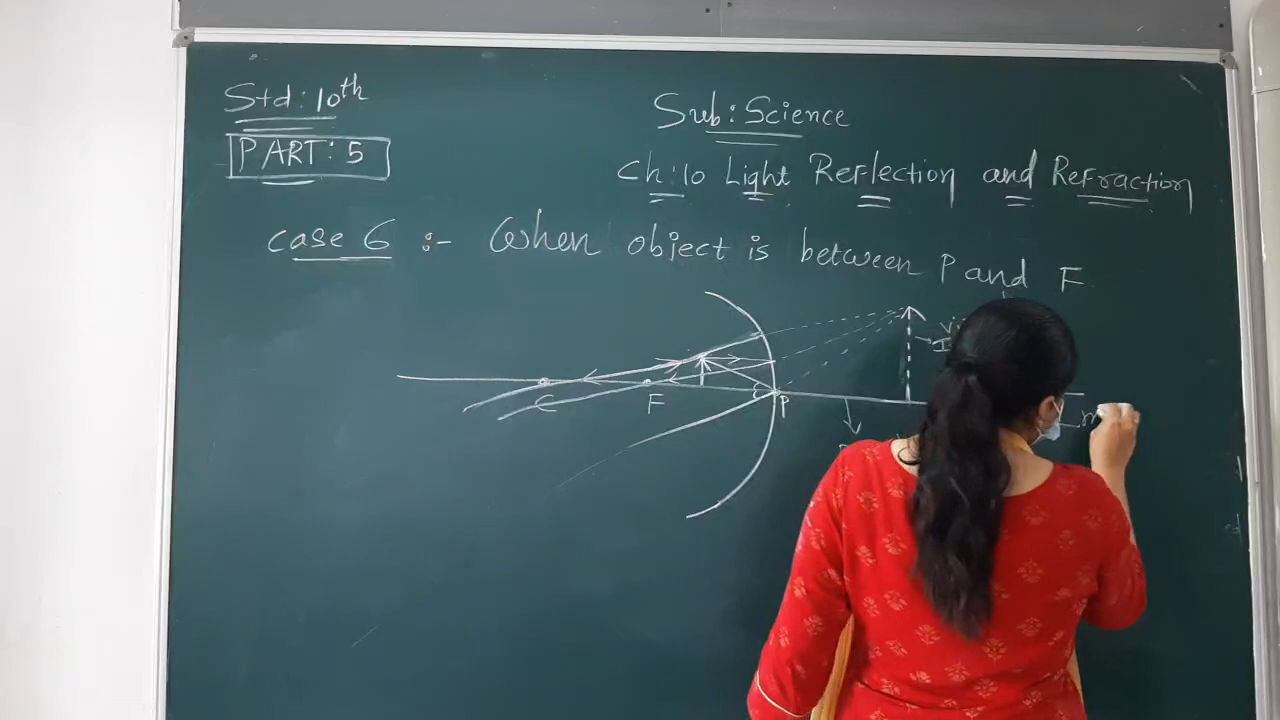 Std: 10th
Sub: Science
PART: 5
Ch: 10 Light Reflection and Refraction
case 6 :- When object is between P and F
C
F
P